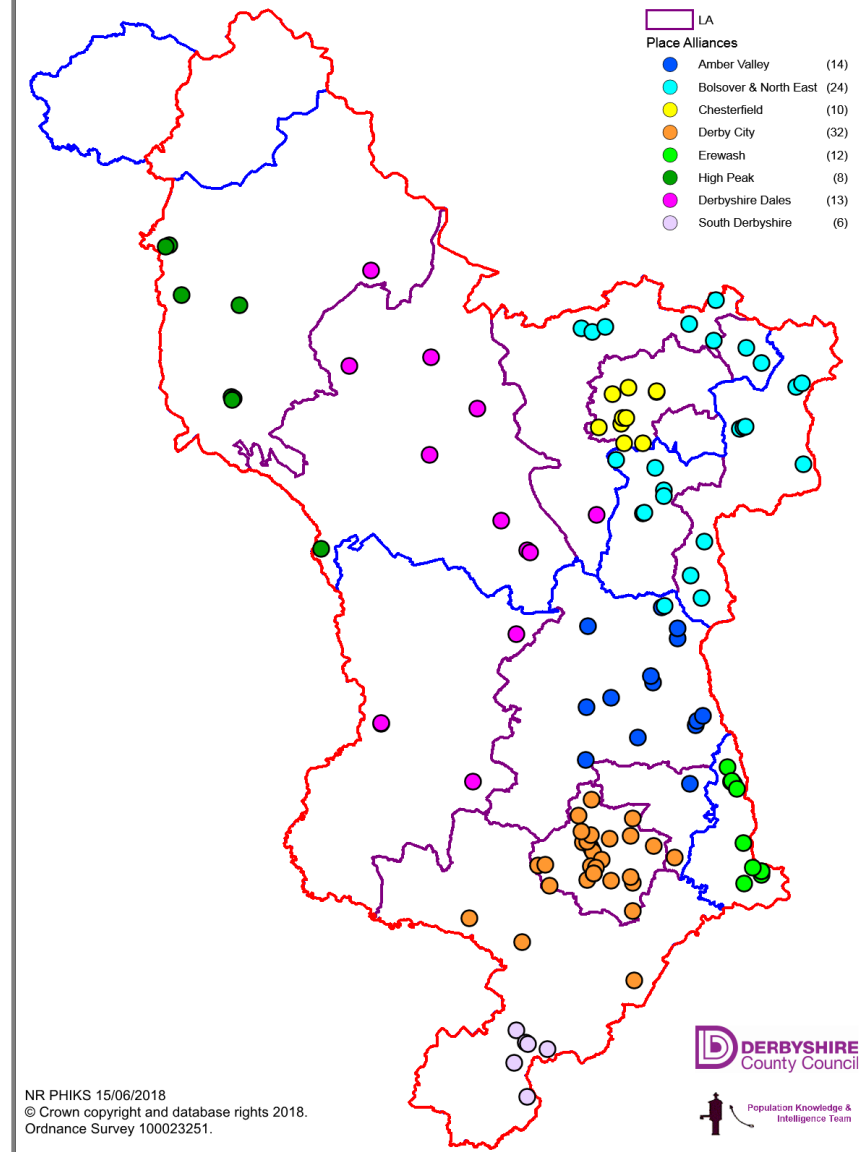 LA
Place Alliances
Amber Valley (14)
Bolsover & North East (24)
Chesterfield (10)
Derby City (32)
Erewash (12)
High Peak (8)
Derbyshire Dales (13)
South Derbyshire (6)
DERBYSHIRE
County Council
Population Knowledge &
Intelligence Team
NR PHIKS 15/06/2018
© Crown copyright and database rights 2018.
Ordnance Survey 100023251.